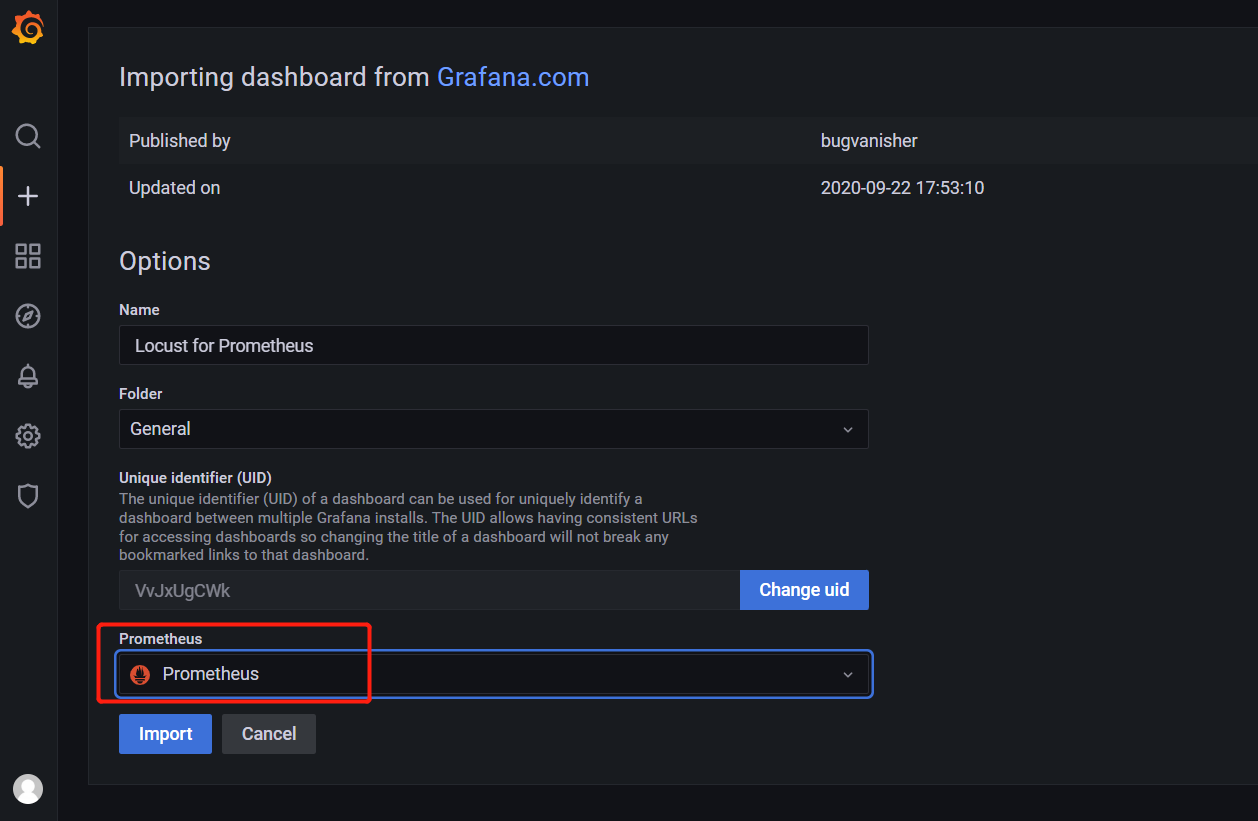 Importing dashboard from Grafana.com
Published by bugvanisher
Updated on 2020-09-22 17:53:10
Options
Name
Locust for Prometheus
Folder
General
Unique identifier (UID)
The unique identifier (UID) of a dashboard can be used for uniquely identify a
dashboard between multiple Grafana installs. The UID allows having consistent URLs
for accessing dashboards so changing the title of a dashboard will not break any
bookmarked links to that dashboard.
VvJxUgCWk Change uid
Prometheus
Prometheus
Import Cancel